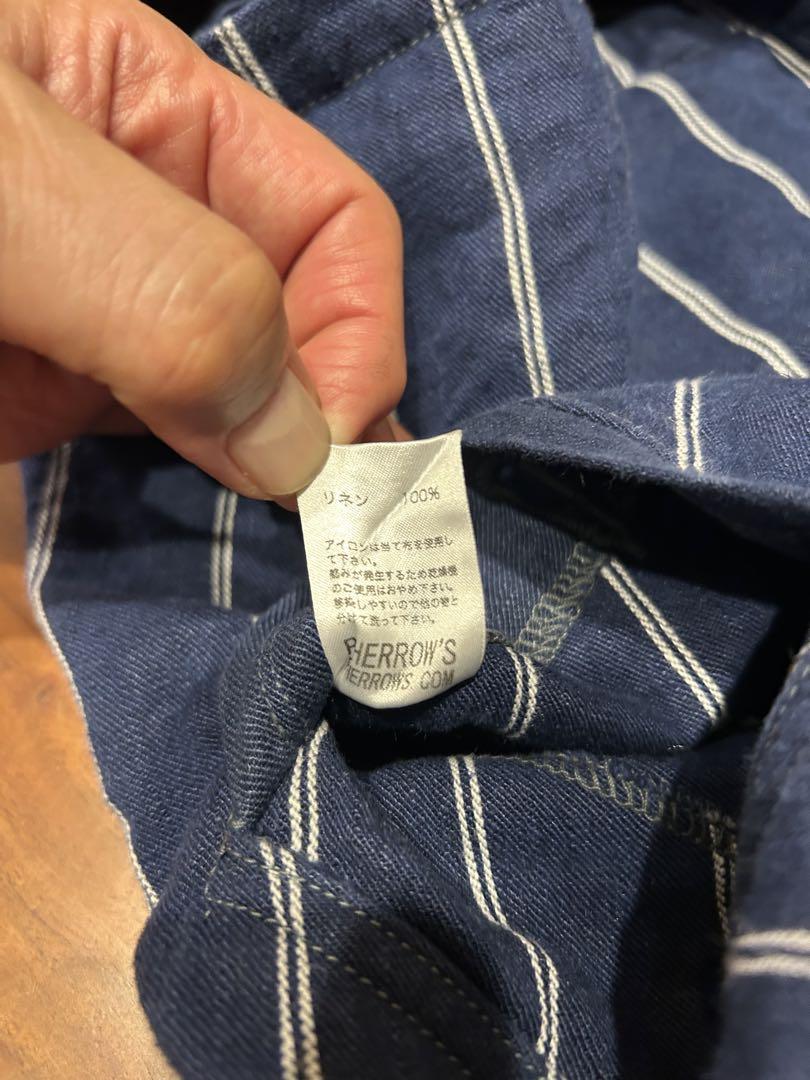 リネン 100%
アイロンは当て布を使用し
て下さい。
縮みが発生するため乾燥機
のご使用はおやめ下さい。
移染しやすいので他の物と
分けて洗って下さい。
PHERROW'S
PHERROWS.COM